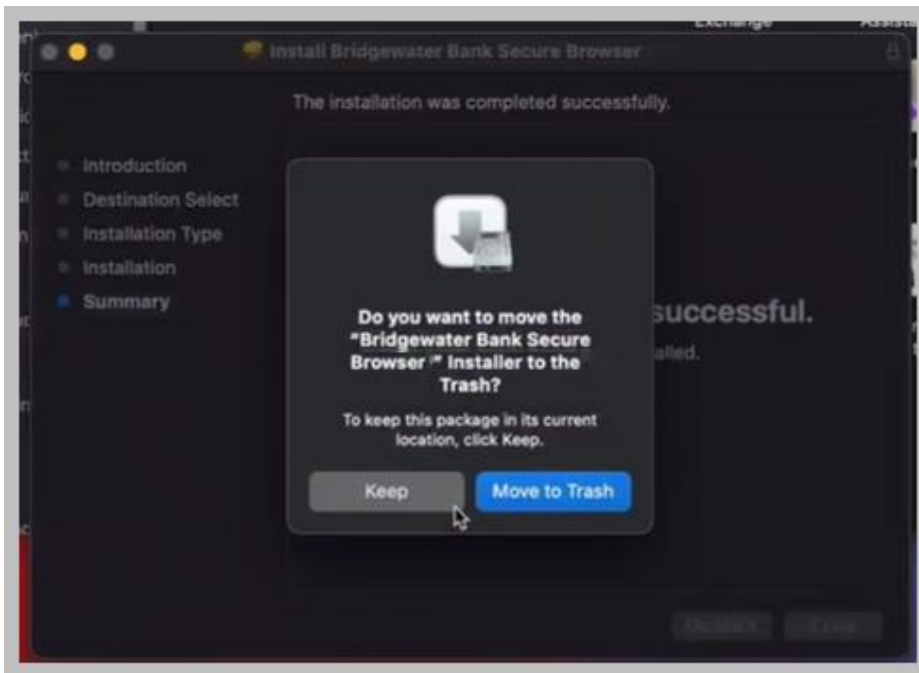 Exchange
Install Bridgewater Bank Secure Browser
The installation was completed successfully.
Introduction
Destination Select
Installation Type
Installation
Summary
successful.
alled.
Do you want to move the
"Bridgewater Bank Secure
Browser " Installer to the
Trash?
To keep this package in its current
location, click Keep.
Keep
Move to Trash